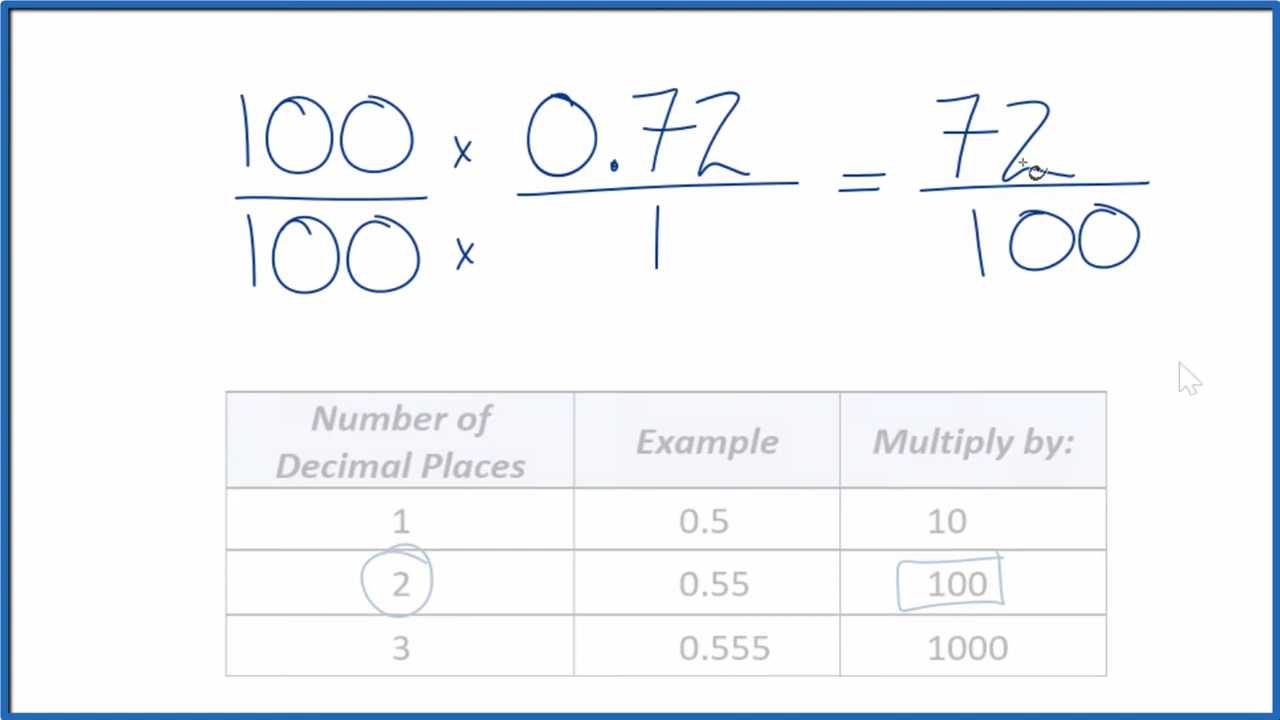 100 x 0.72 = 72
100 x 1 100
Number of Decimal Places Example Multiply by:
1 0.5 10
2 0.55 100
3 0.555 1000